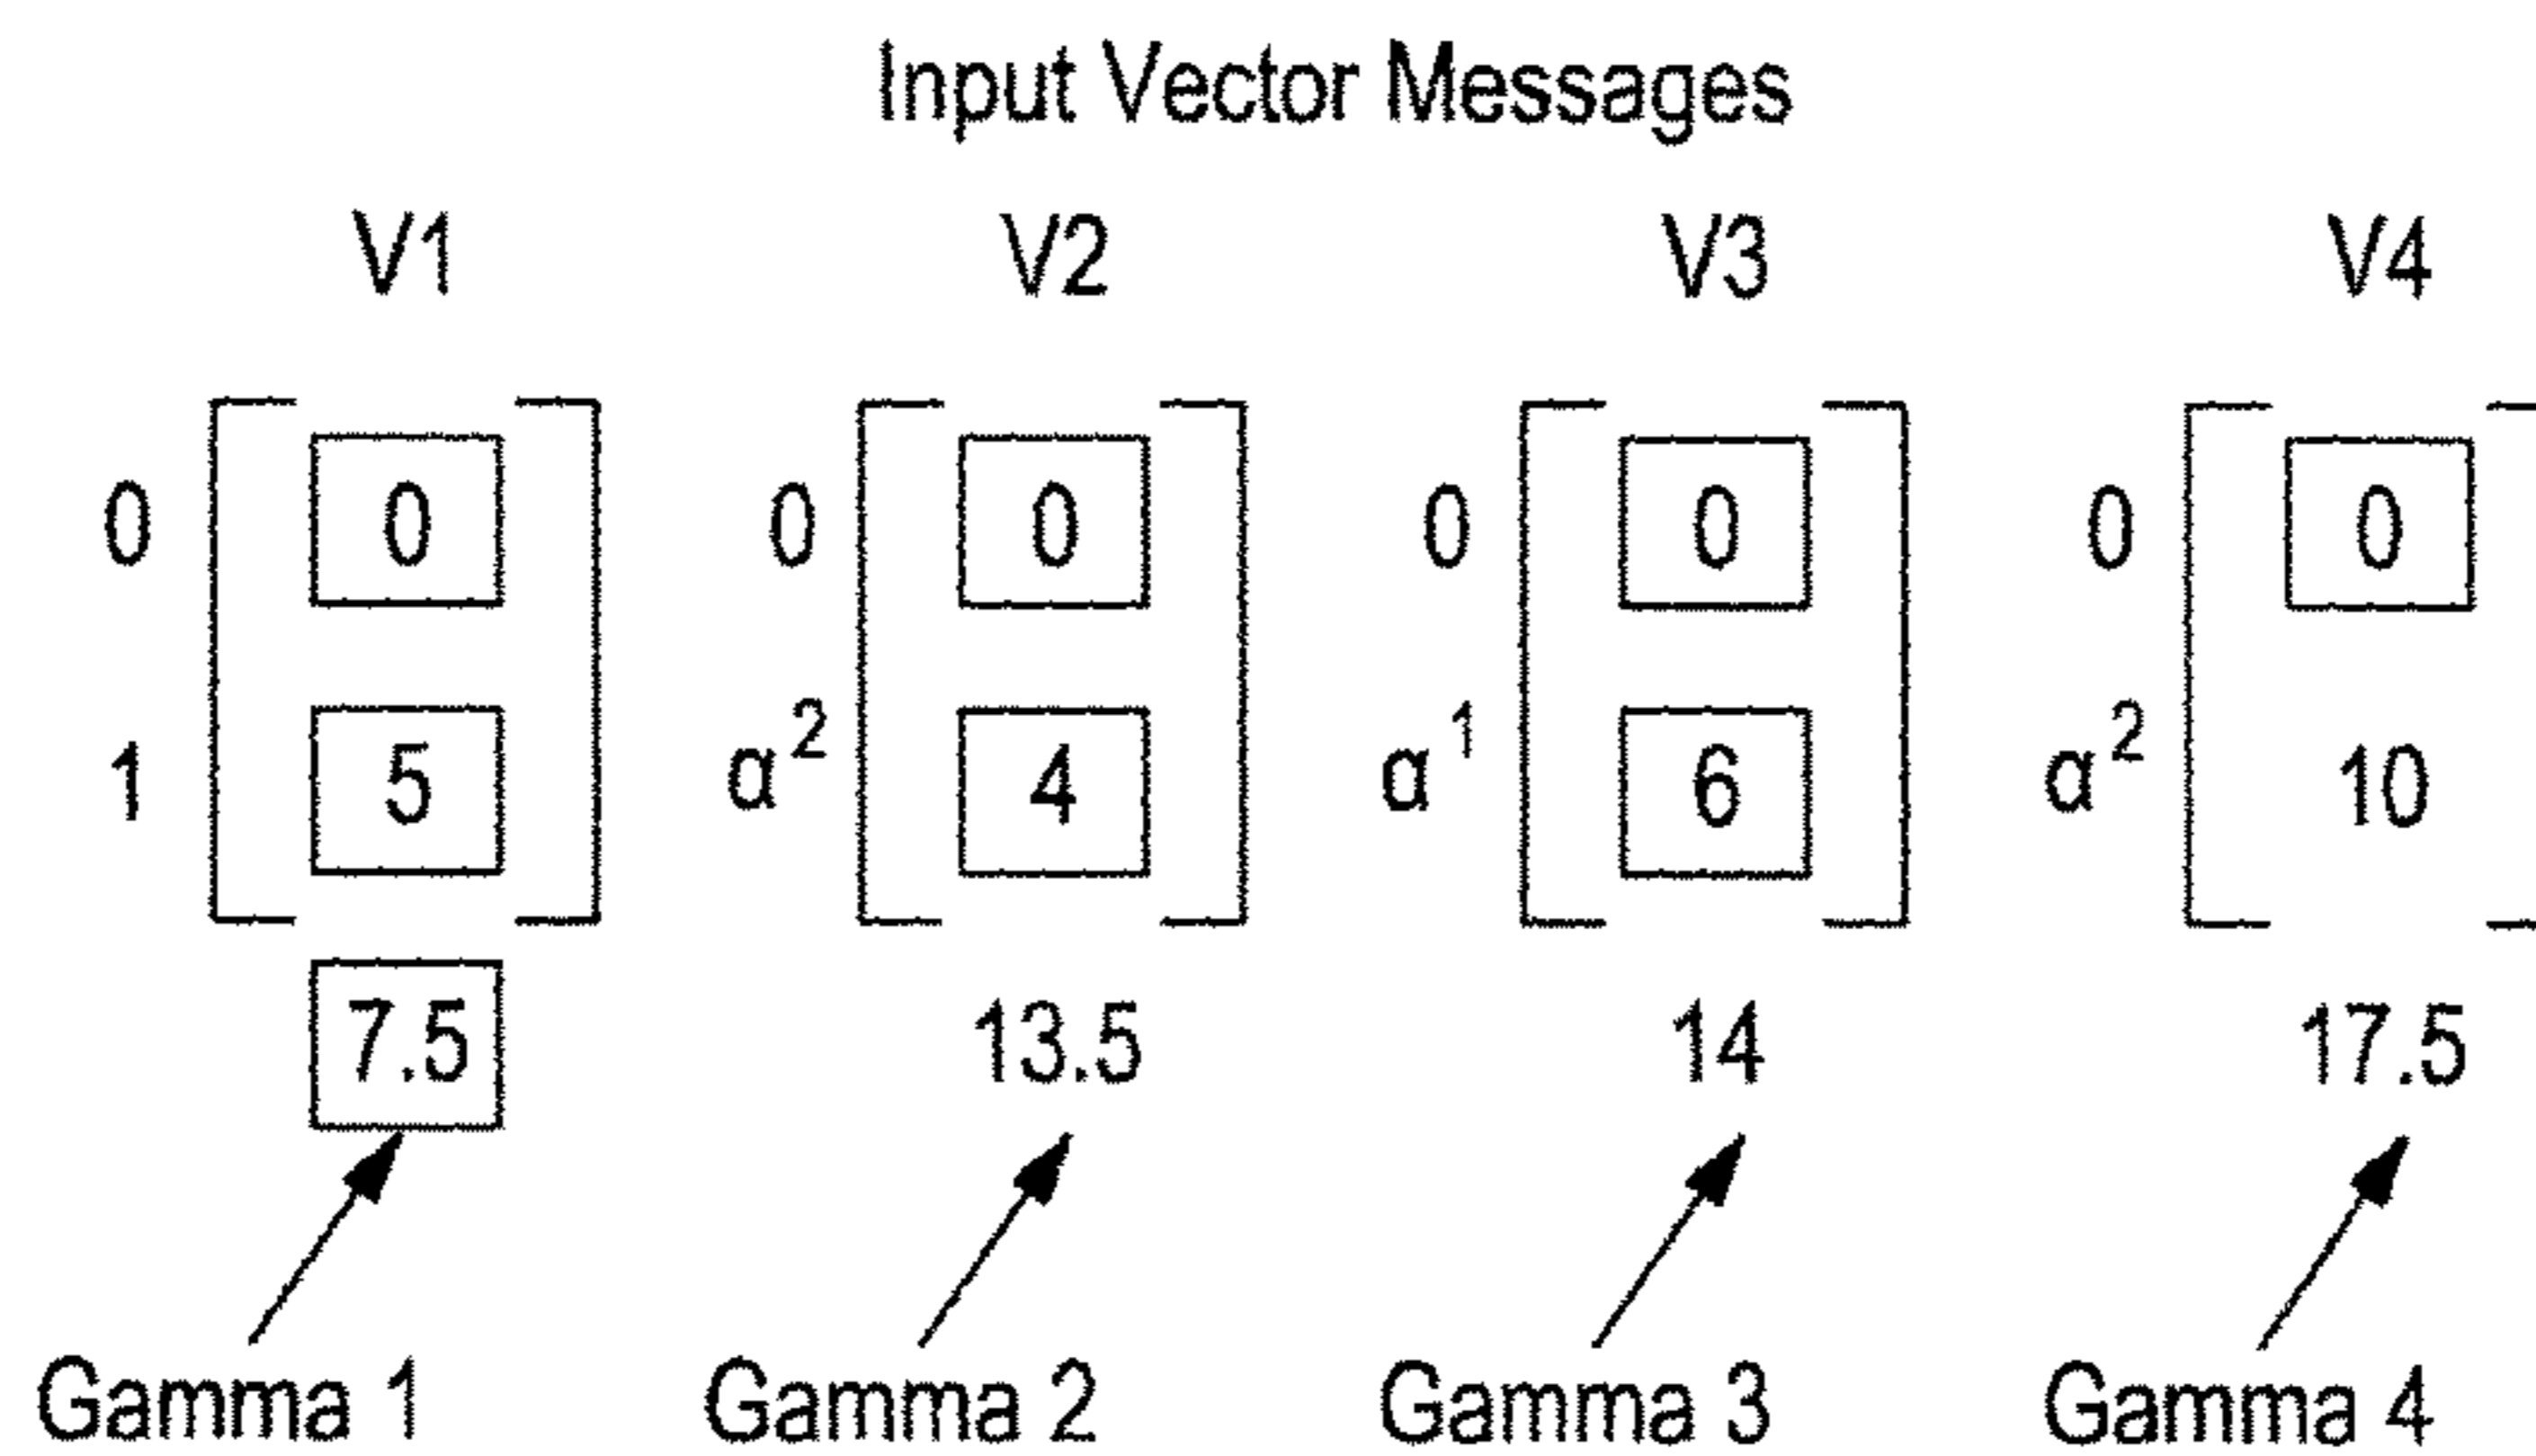 Input Vector Messages
V1 V2 V3 V4
0 0 0 0 0 0 0 0
1 5 α² 4 α¹ 6 α² 10
7.5 13.5 14 17.5
Gamma 1 Gamma 2 Gamma 3 Gamma 4